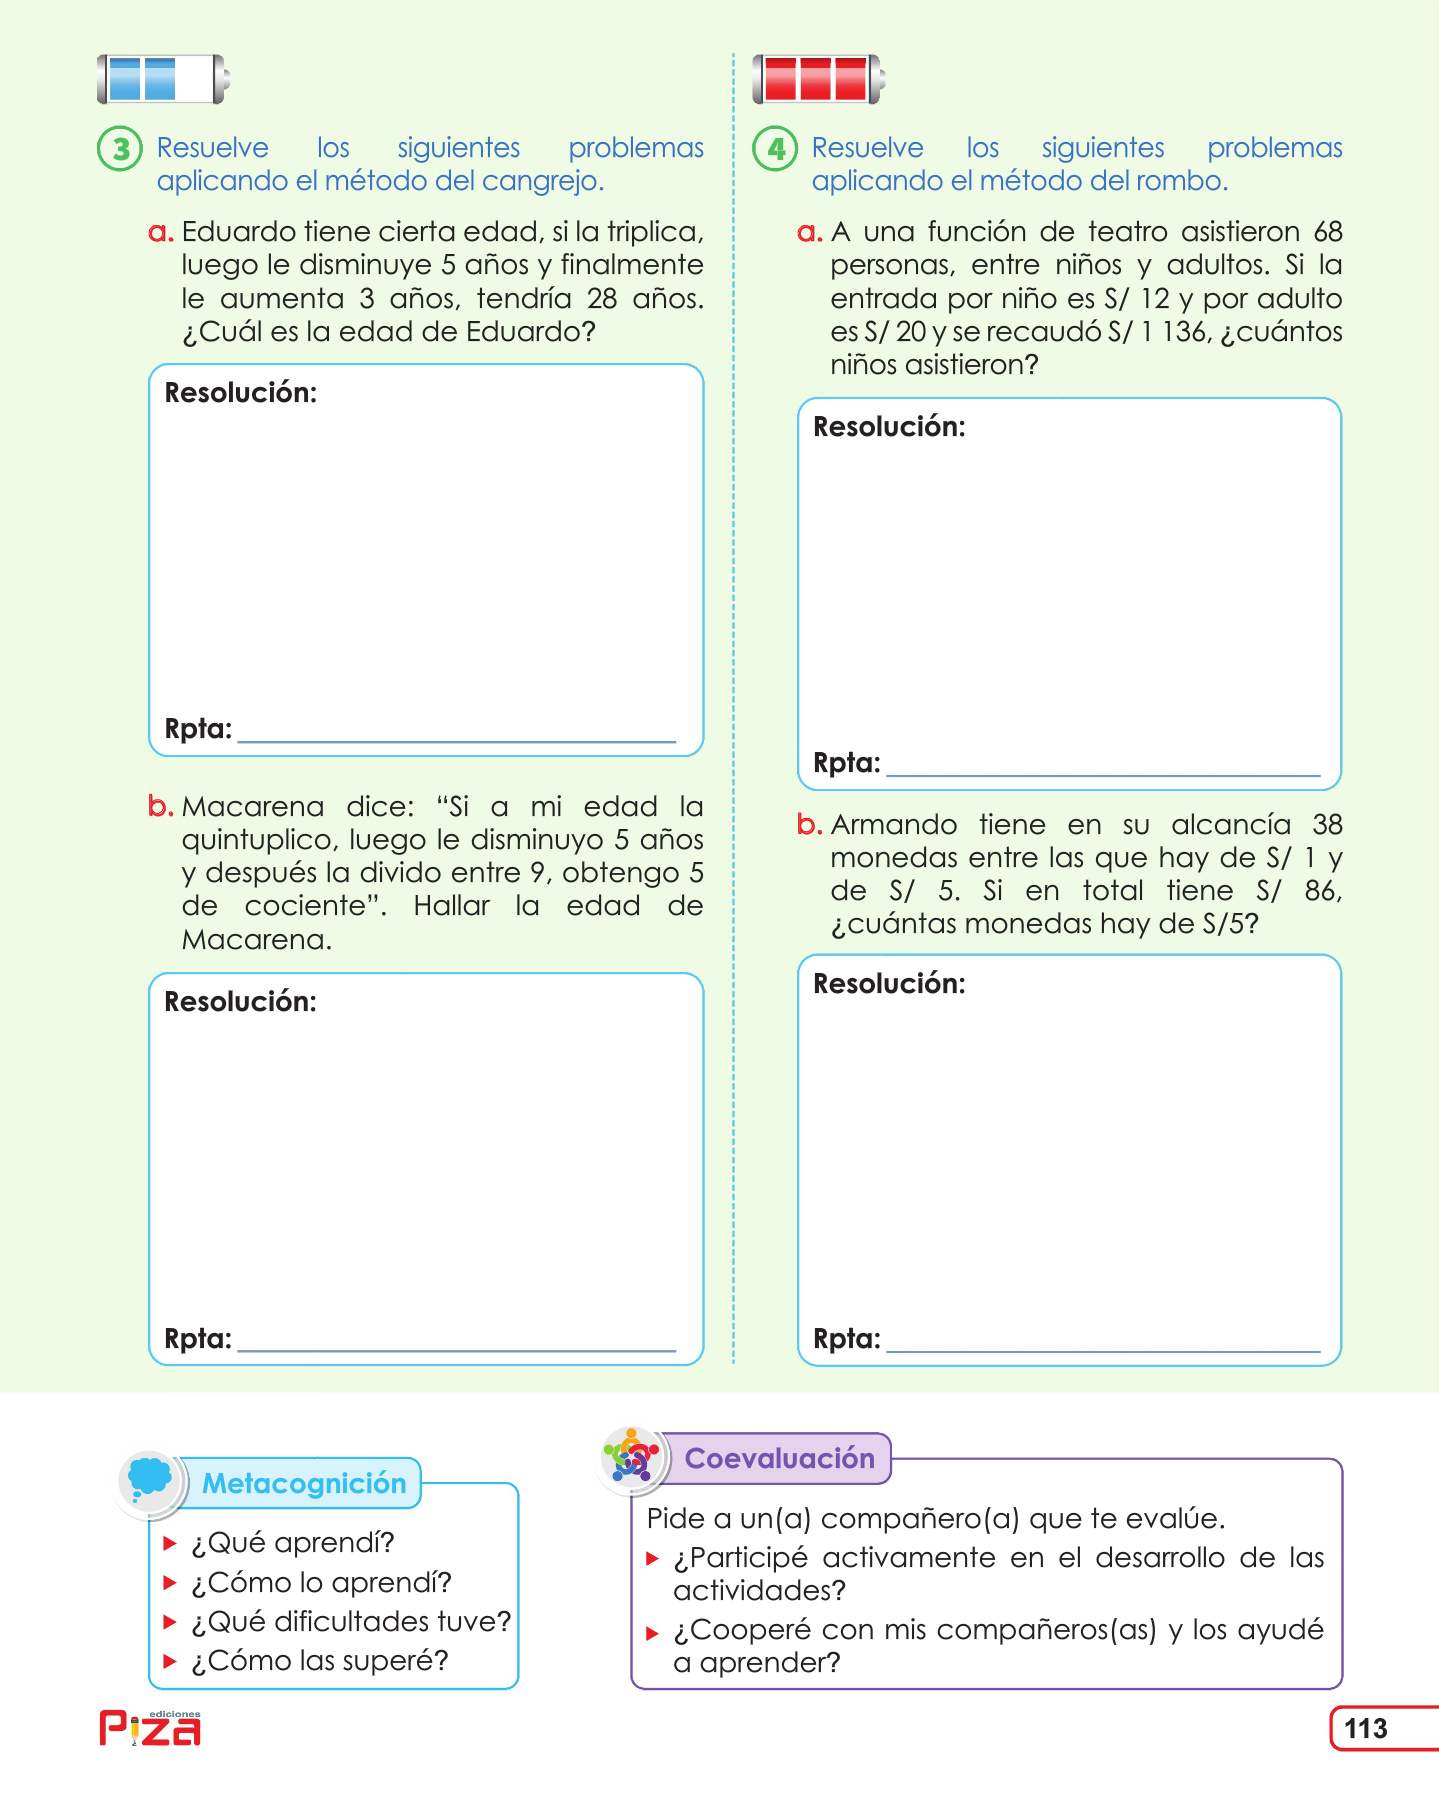 3 Resuelve los siguientes problemas
aplicando el método del cangrejo.
a. Eduardo tiene cierta edad, si la triplica,
luego le disminuye 5 años y finalmente
le aumenta 3 años, tendría 28 años.
¿Cuál es la edad de Eduardo?
Resolución:
Rpta:
b. Macarena dice: “Si a mi edad la
quintuplico, luego le disminuyo 5 años
y después la divido entre 9, obtengo 5
de cociente”. Hallar la edad de
Macarena.
Resolución:
Rpta:
4 Resuelve los siguientes problemas
aplicando el método del rombo.
a. A una función de teatro asistieron 68
personas, entre niños y adultos. Si la
entrada por niño es S/ 12 y por adulto
es S/ 20 y se recaudó S/ 1 136, ¿cuántos
niños asistieron?
Resolución:
Rpta:
b. Armando tiene en su alcancía 38
monedas entre las que hay de S/ 1 y
de S/ 5. Si en total tiene S/ 86,
¿cuántas monedas hay de S/5?
Resolución:
Rpta:
Metacognición
¿Qué aprendí?
¿Cómo lo aprendí?
¿Qué dificultades tuve?
¿Cómo las superé?
Coevaluación
Pide a un(a) compañero(a) que te evalúe.
¿Participé activamente en el desarrollo de las
actividades?
¿Cooperé con mis compañeros(as) y los ayudé
a aprender?
ediciones
Piza
113